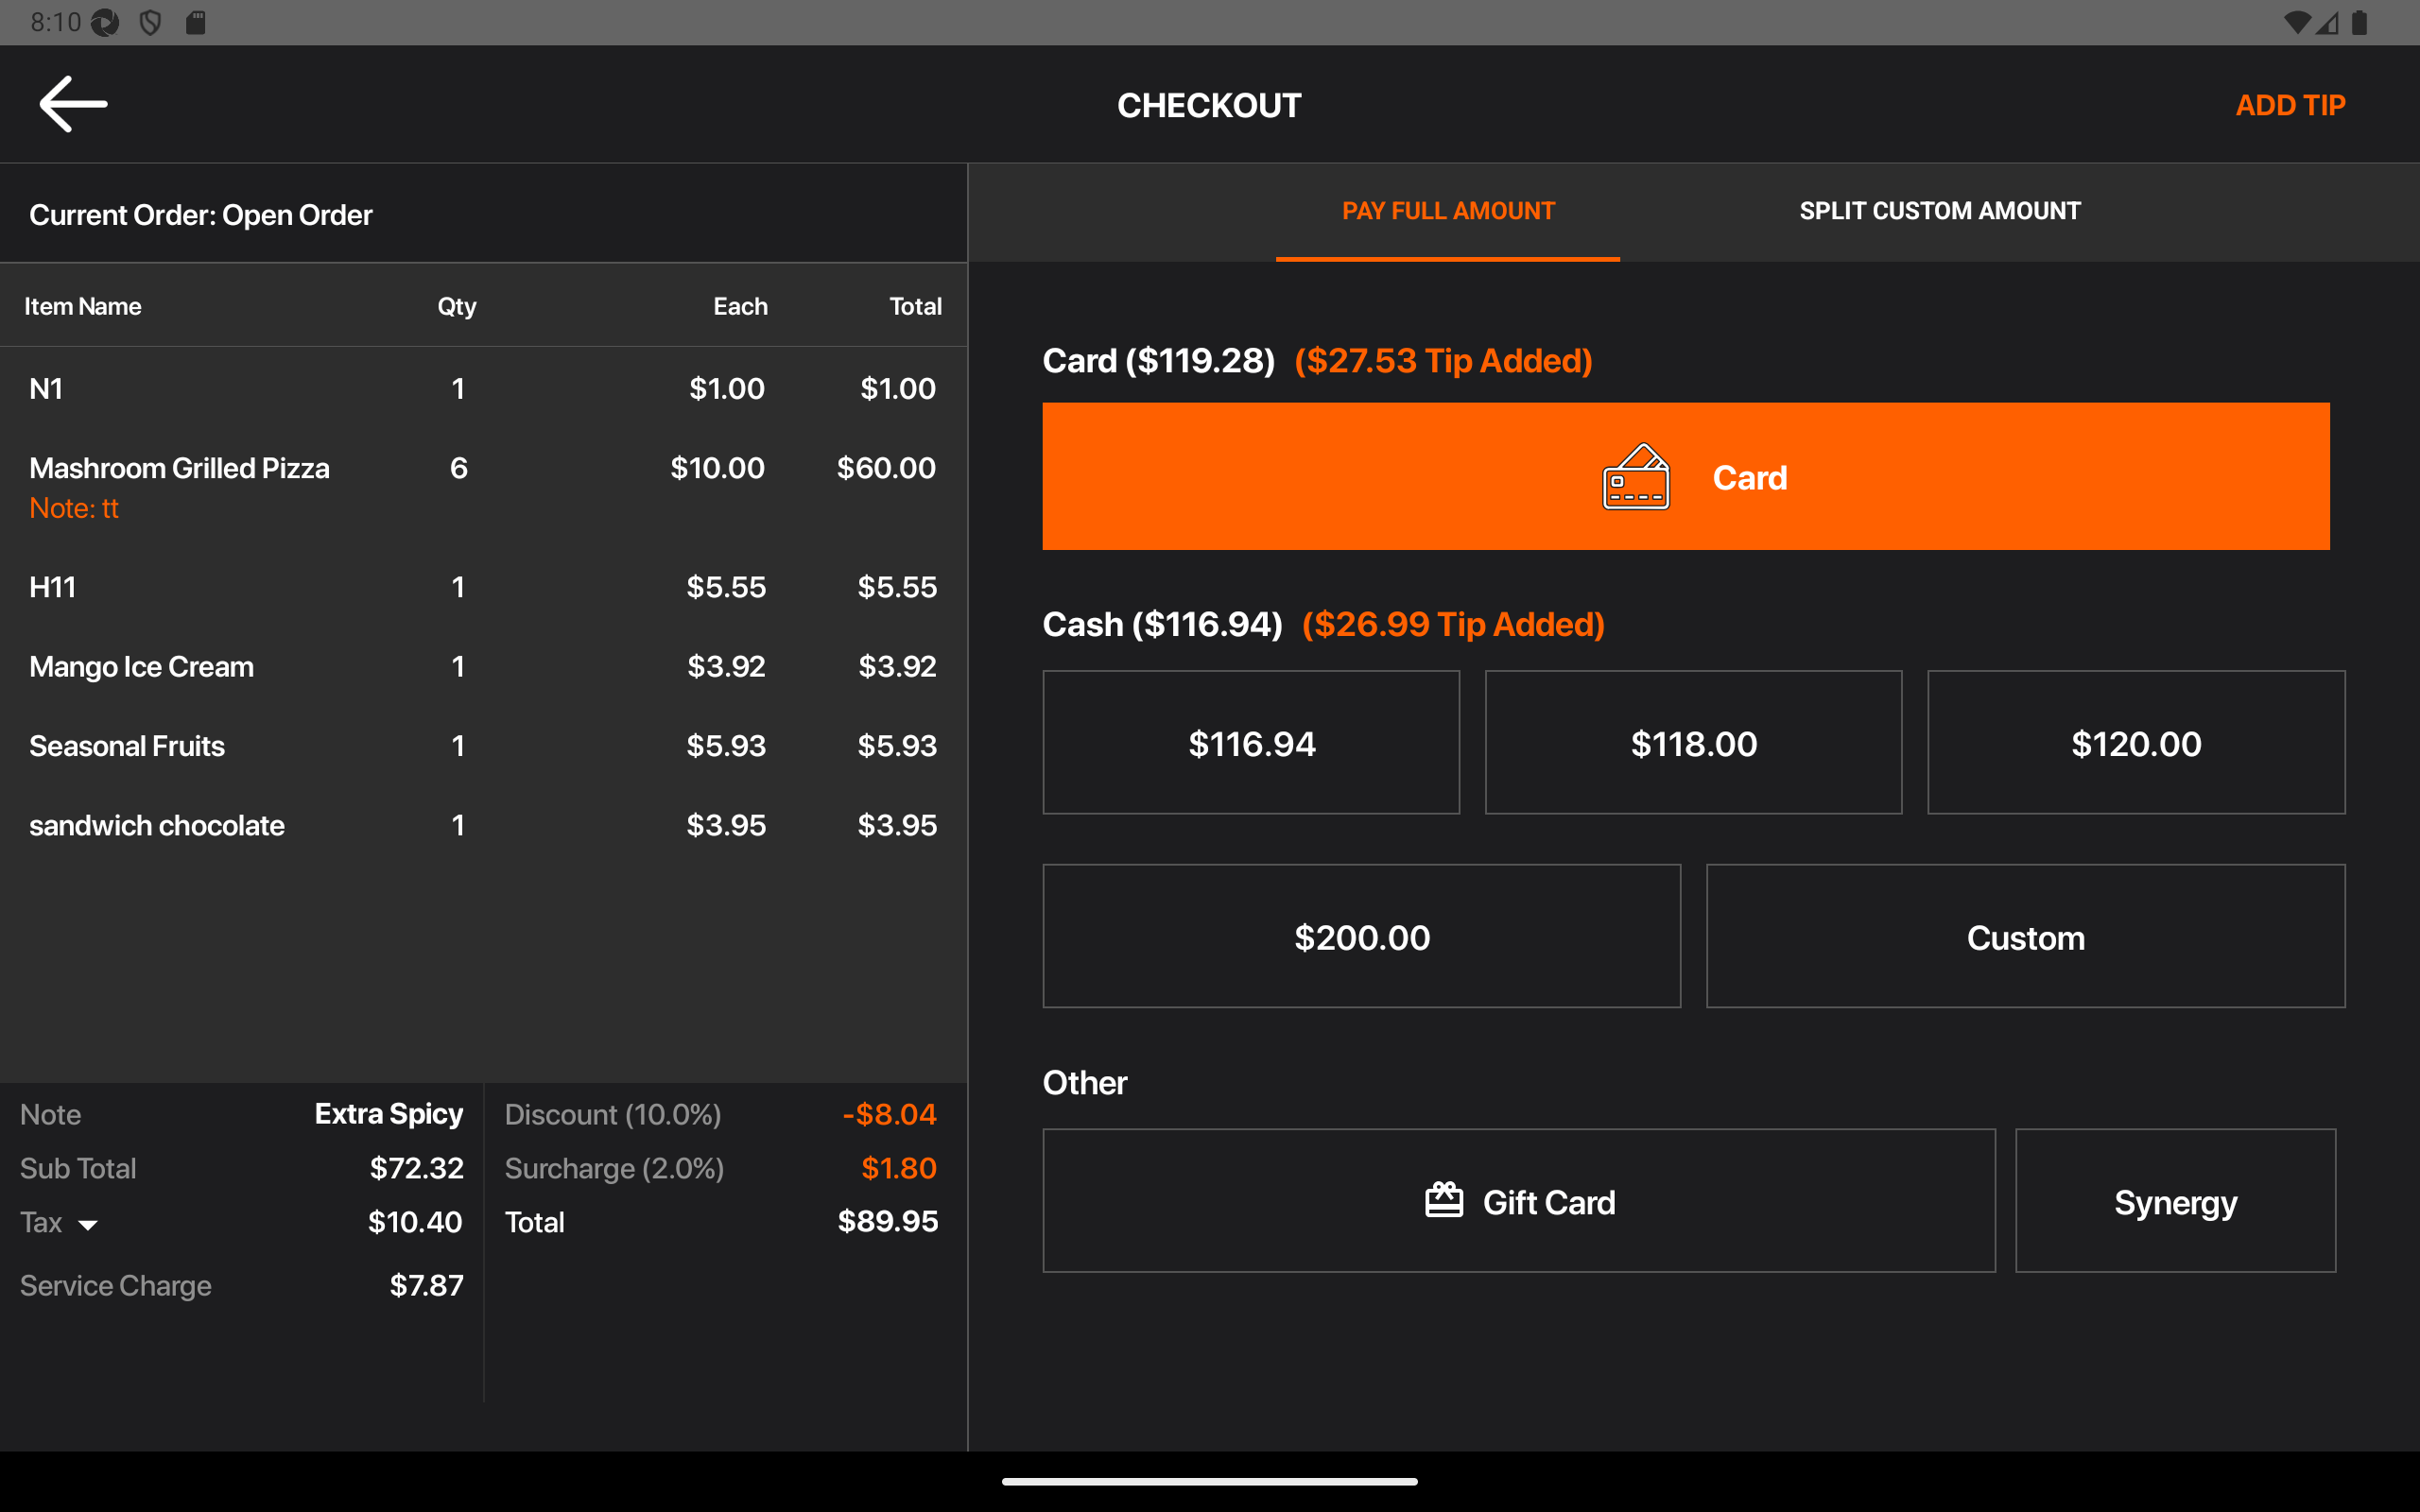 8:10
CHECKOUT
ADD TIP
Current Order: Open Order
PAY FULL AMOUNT
SPLIT CUSTOM AMOUNT
Item Name Qty Each Total
N1 1 $1.00 $1.00
Mashroom Grilled Pizza 6 $10.00 $60.00
Note: tt
H11 1 $5.55 $5.55
Mango Ice Cream 1 $3.92 $3.92
Seasonal Fruits 1 $5.93 $5.93
sandwich chocolate 1 $3.95 $3.95
Note Extra Spicy
Sub Total $72.32
Tax $10.40
Service Charge $7.87
Discount (10.0%) -$8.04
Surcharge (2.0%) $1.80
Total $89.95
Card ($119.28) ($27.53 Tip Added)
Card
Cash ($116.94) ($26.99 Tip Added)
$116.94
$118.00
$120.00
$200.00
Custom
Other
Gift Card
Synergy